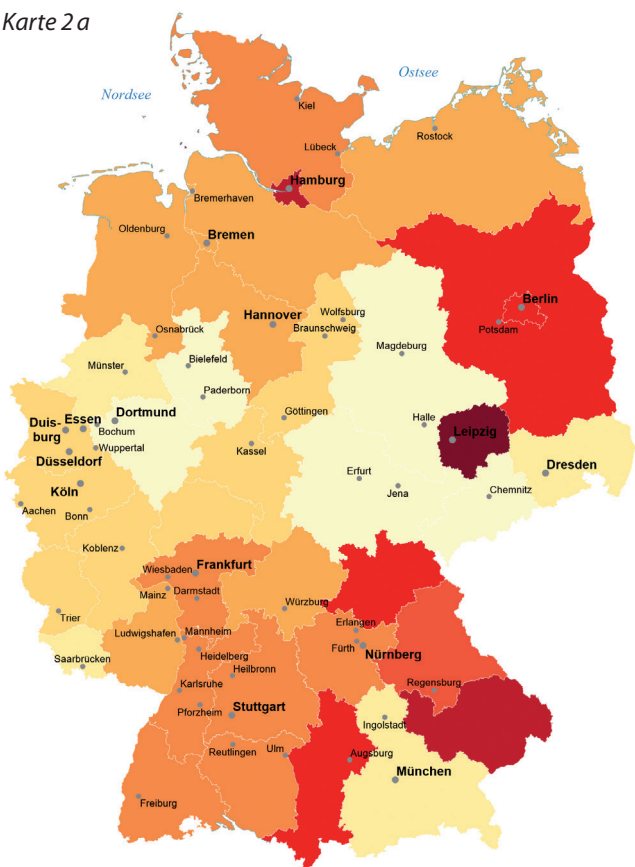 Karte 2 a
Nordsee
Ostsee
Kiel
Lübeck
Rostock
Hamburg
Bremerhaven
Oldenburg
Bremen
Berlin
Potsdam
Hannover
Wolfsburg
Braunschweig
Osnabrück
Magdeburg
Münster
Bielefeld
Paderborn
Duis-
burg
Essen
Dortmund
Bochum
Göttingen
Halle
Leipzig
Wuppertal
Düsseldorf
Kassel
Dresden
Köln
Erfurt
Jena
Chemnitz
Aachen
Bonn
Koblenz
Wiesbaden
Frankfurt
Mainz
Darmstadt
Würzburg
Trier
Erlangen
Ludwigshafen
Mannheim
Fürth
Nürnberg
Saarbrücken
Heidelberg
Heilbronn
Karlsruhe
Regensburg
Pforzheim
Stuttgart
Ingolstadt
Reutlingen
Ulm
Augsburg
München
Freiburg